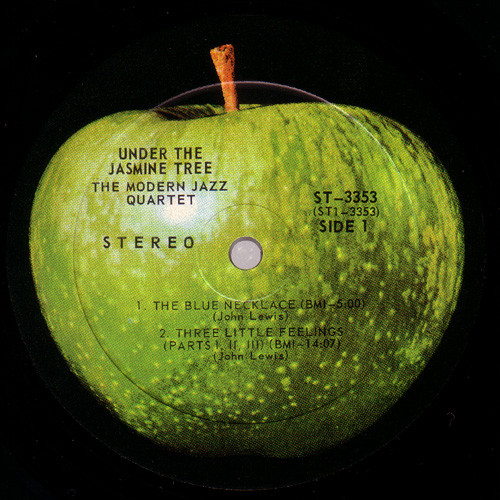 UNDER THE
JASMINE TREE
THE MODERN JAZZ
QUARTET
ST-3353
(ST1-3353)
SIDE 1
STEREO
1. THE BLUE NECKLACE (BMI-5:00)
(John Lewis)
2. THREE LITTLE FEELINGS
(PARTS I, II, III) (BMI-14:07)
(John Lewis)